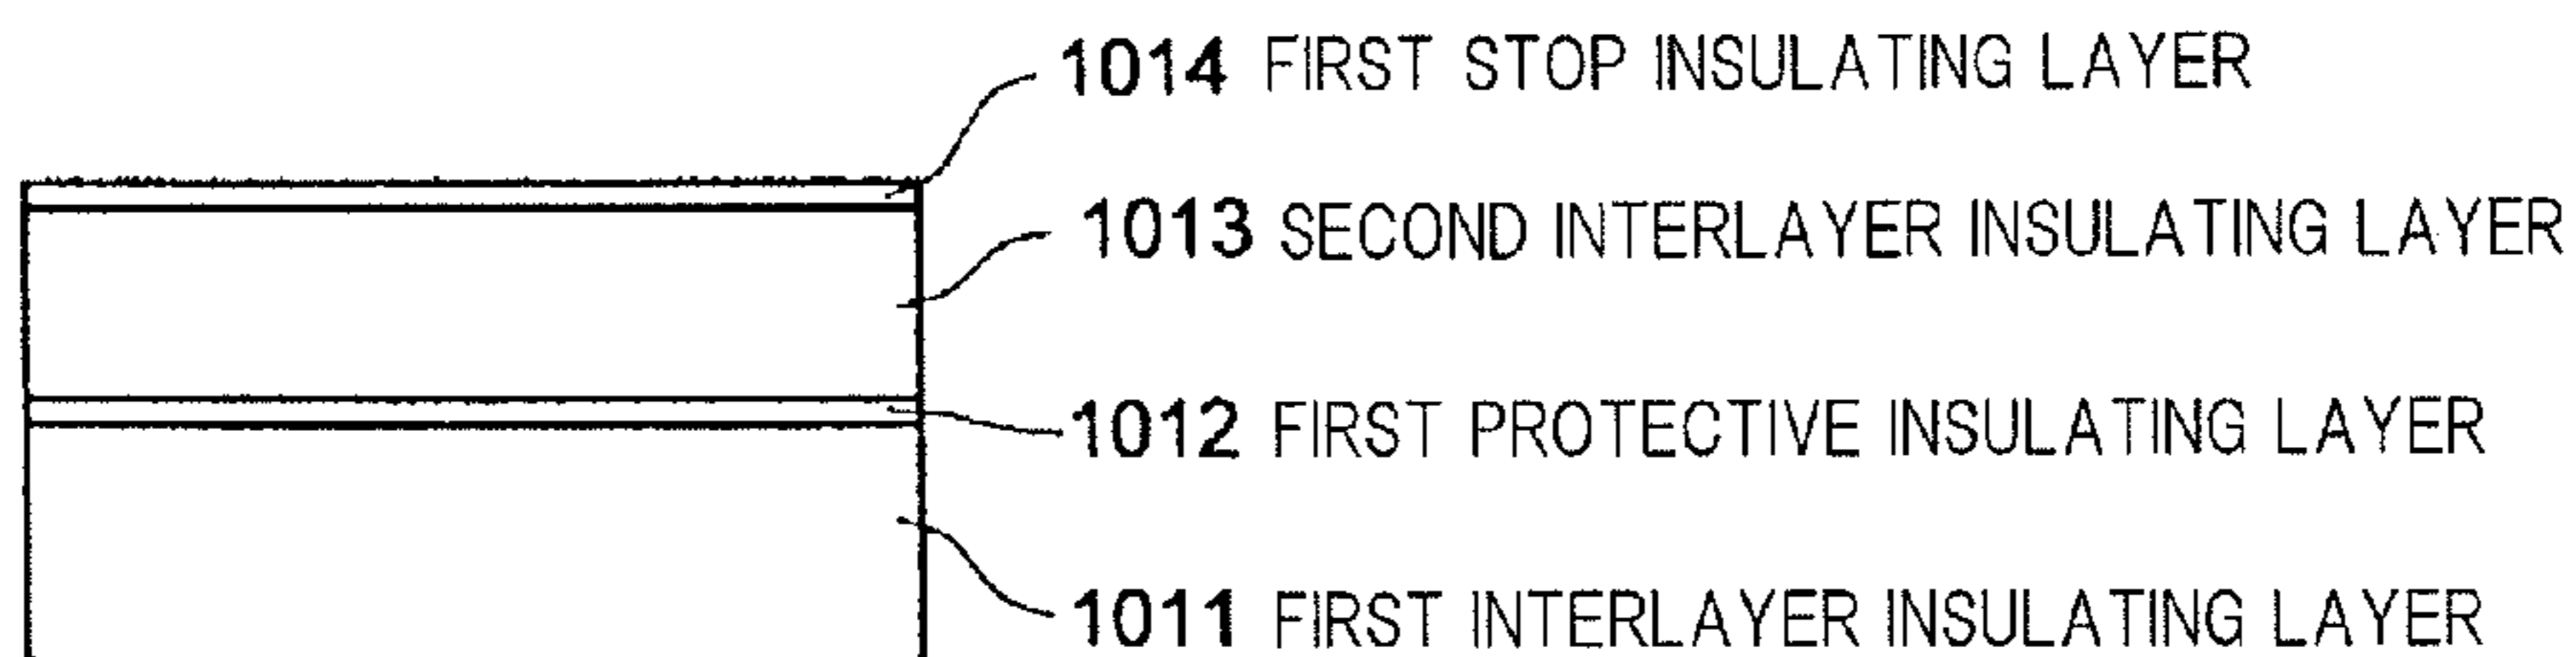 1014 FIRST STOP INSULATING LAYER
1013 SECOND INTERLAYER INSULATING LAYER
1012 FIRST PROTECTIVE INSULATING LAYER
1011 FIRST INTERLAYER INSULATING LAYER